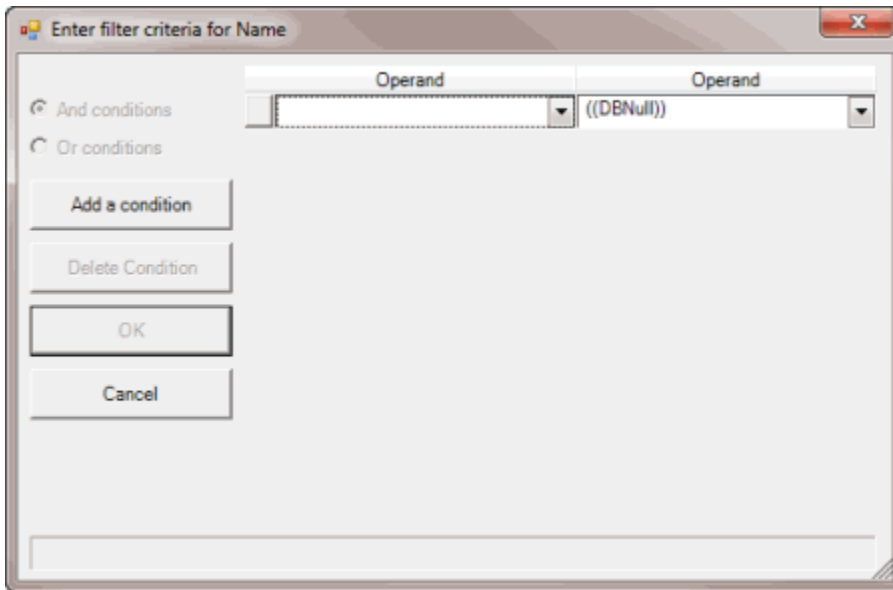 Enter filter criteria for Name
Operand Operand
And conditions
((DBNull))
Or conditions
Add a condition
Delete Condition
OK
Cancel